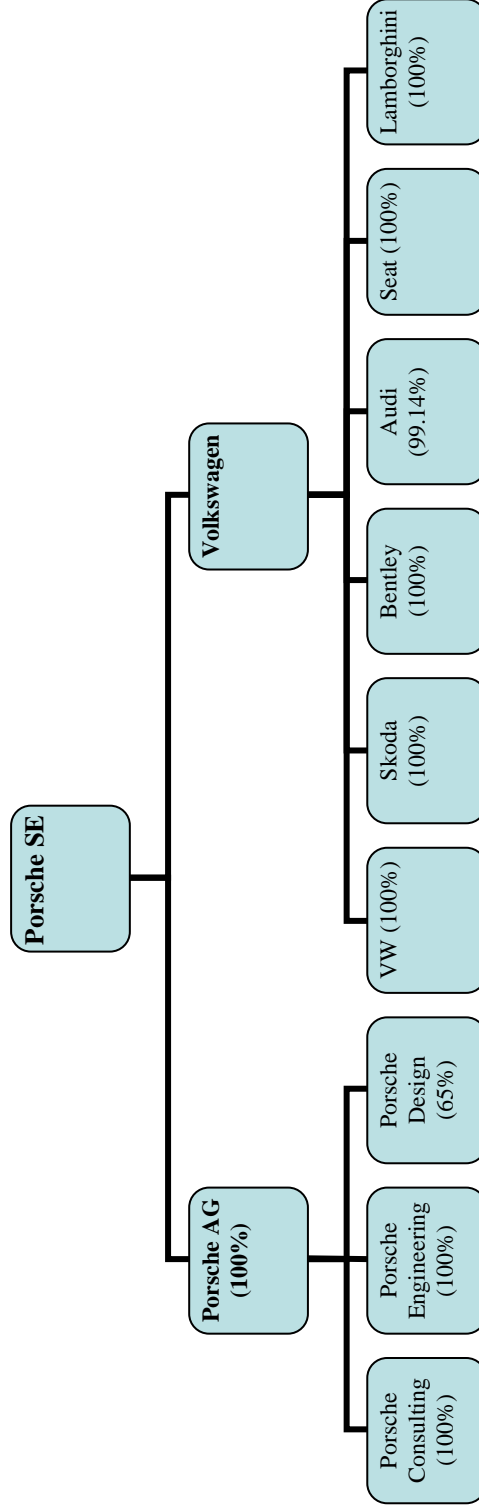 Porsche SE
Porsche AG
(100%)
Volkswagen
Porsche
Consulting
(100%)
Porsche
Engineering
(100%)
Porsche
Design
(65%)
VW (100%)
Skoda
(100%)
Bentley
(100%)
Audi
(99.14%)
Seat (100%)
Lamborghini
(100%)